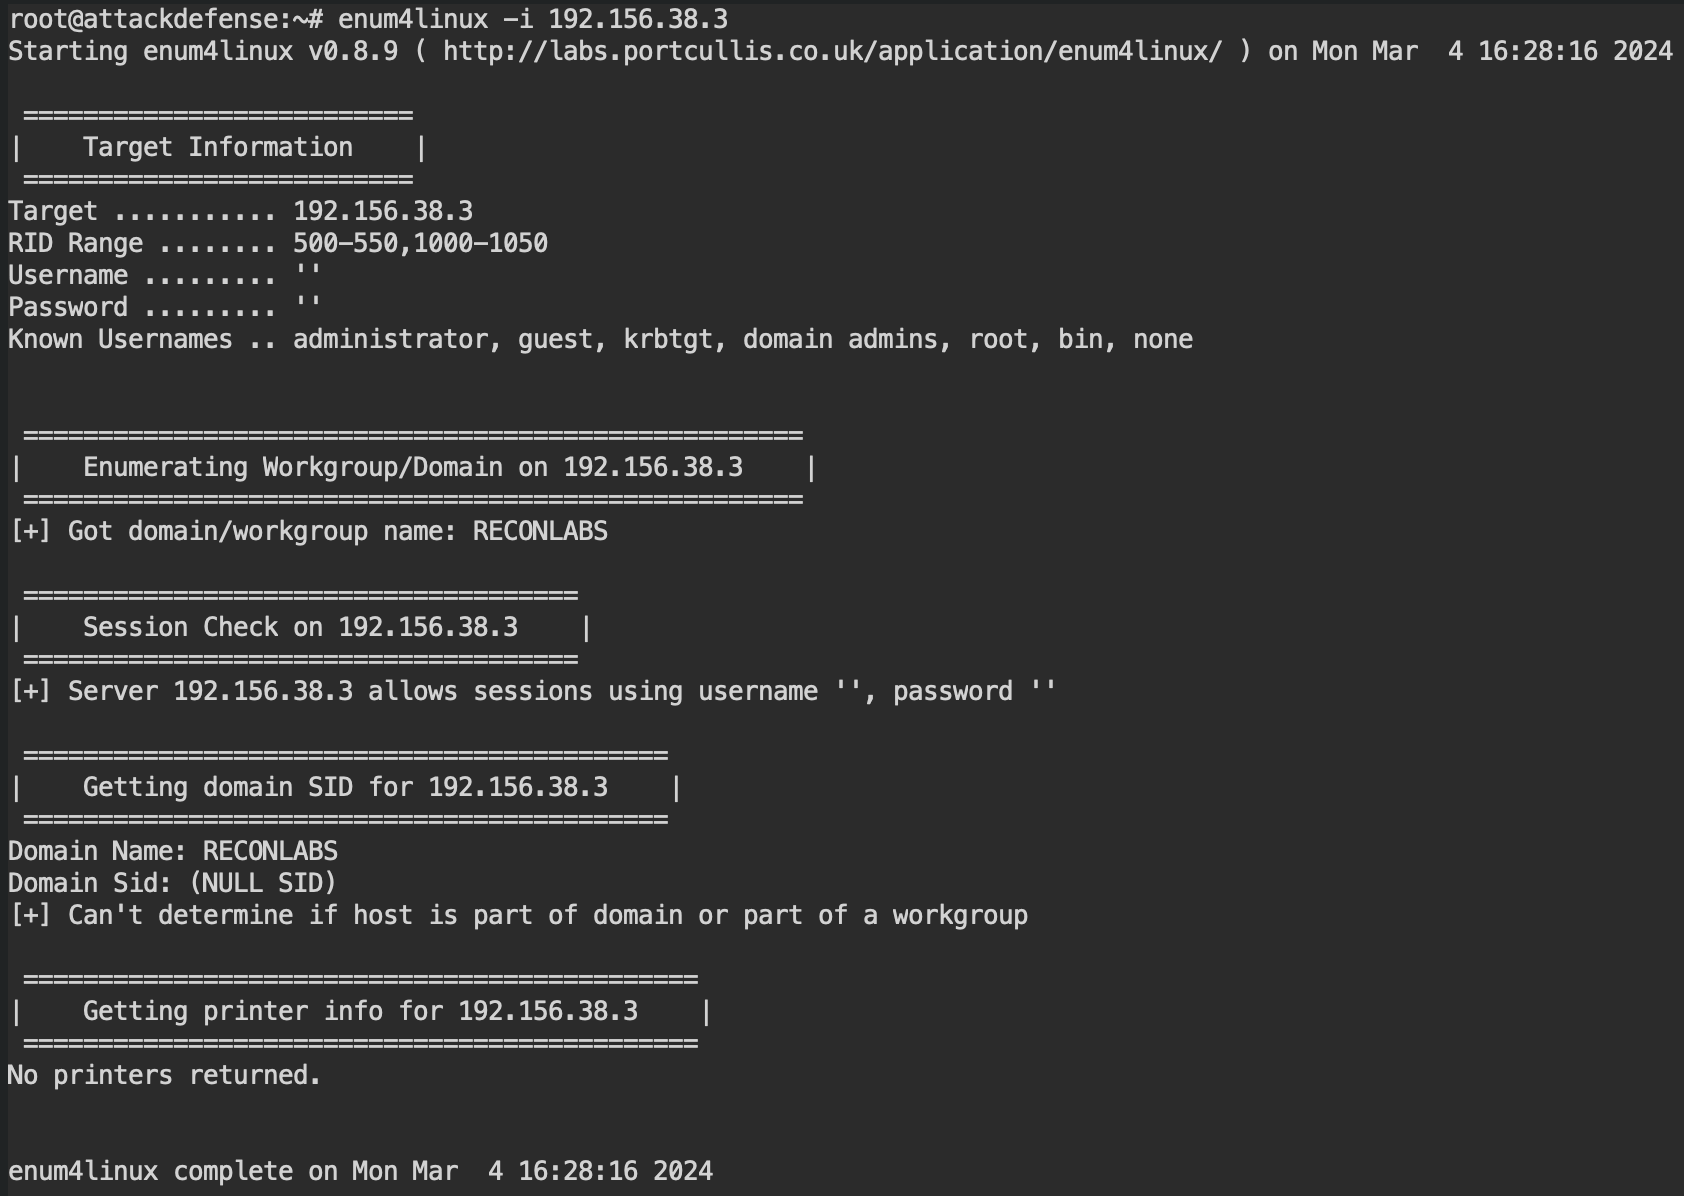 root@attackdefense:~# enum4linux -i 192.156.38.3
Starting enum4linux v0.8.9 ( http://labs.portcullis.co.uk/application/enum4linux/ ) on Mon Mar  4 16:28:16 2024

 ==========================
|    Target Information    |
 ==========================
Target ........... 192.156.38.3
RID Range ........ 500-550,1000-1050
Username ......... ''
Password ......... ''
Known Usernames .. administrator, guest, krbtgt, domain admins, root, bin, none


 ====================================================
|    Enumerating Workgroup/Domain on 192.156.38.3    |
 ====================================================
[+] Got domain/workgroup name: RECONLABS

 =====================================
|    Session Check on 192.156.38.3    |
 =====================================
[+] Server 192.156.38.3 allows sessions using username '', password ''

 ===========================================
|    Getting domain SID for 192.156.38.3    |
 ===========================================
Domain Name: RECONLABS
Domain Sid: (NULL SID)
[+] Can't determine if host is part of domain or part of a workgroup

 =============================================
|    Getting printer info for 192.156.38.3    |
 =============================================
No printers returned.


enum4linux complete on Mon Mar  4 16:28:16 2024